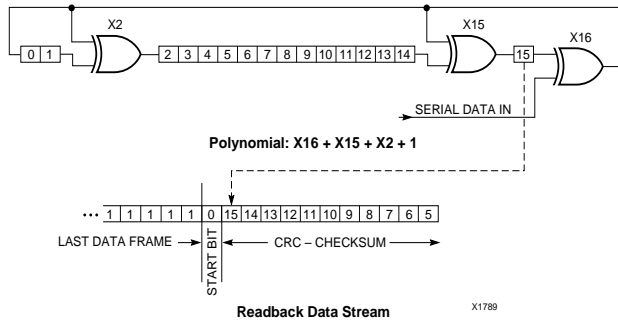 X2 X15
X16
0 1 2 3 4 5 6 7 8 9 10 11 12 13 14 15
SERIAL DATA IN
Polynomial: X16 + X15 + X2 + 1
••• 1 1 1 1 1 0 15 14 13 12 11 10 9 8 7 6 5
LAST DATA FRAME START BIT CRC – CHECKSUM
Readback Data Stream X1789